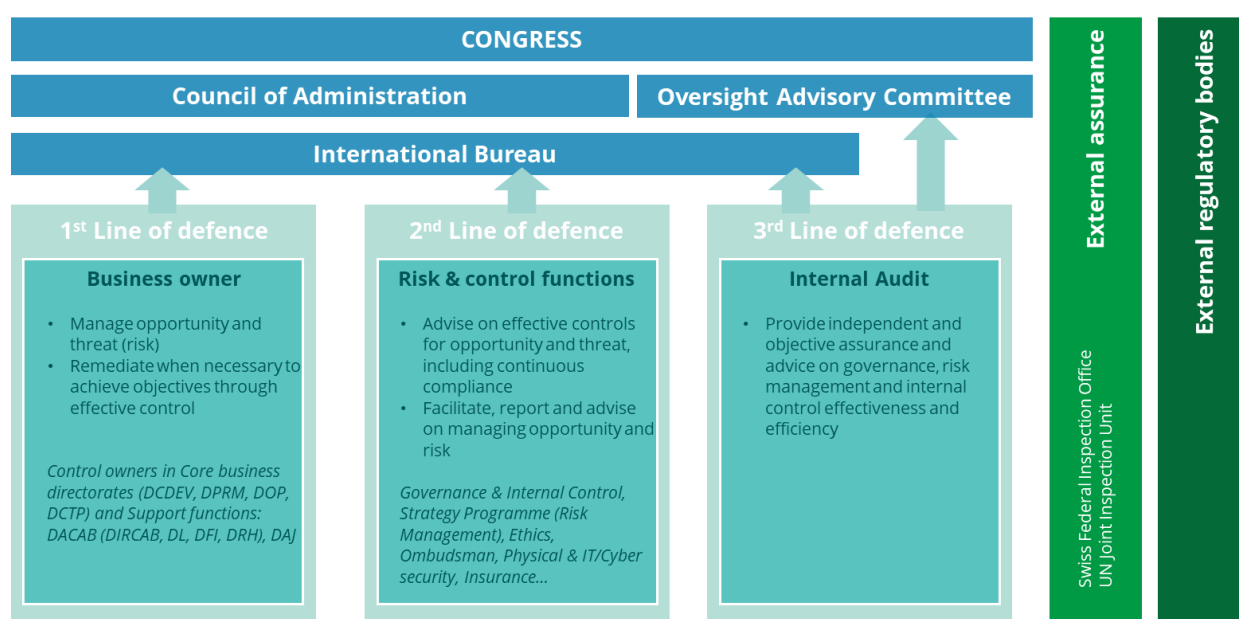 CONGRESS
Council of Administration
Oversight Advisory Committee
International Bureau
1st Line of defence
Business owner
• Manage opportunity and
threat (risk)
• Remediate when necessary to
achieve objectives through
effective control
Control owners in Core business
directorates (DCDEV, DPRM, DOP,
DCTP) and Support functions:
DACAB (DIRCAB, DL, DFI, DRH), DAJ
2nd Line of defence
Risk & control functions
• Advise on effective controls
for opportunity and threat,
including continuous
compliance
• Facilitate, report and advise
on managing opportunity and
risk
Governance & Internal Control,
Strategy Programme (Risk
Management), Ethics,
Ombudsman, Physical & IT/Cyber
security, Insurance...
3rd Line of defence
Internal Audit
• Provide independent and
objective assurance and
advice on governance, risk
management and internal
control effectiveness and
efficiency
External assurance
Swiss Federal Inspection Office
UN Joint Inspection Unit
External regulatory bodies